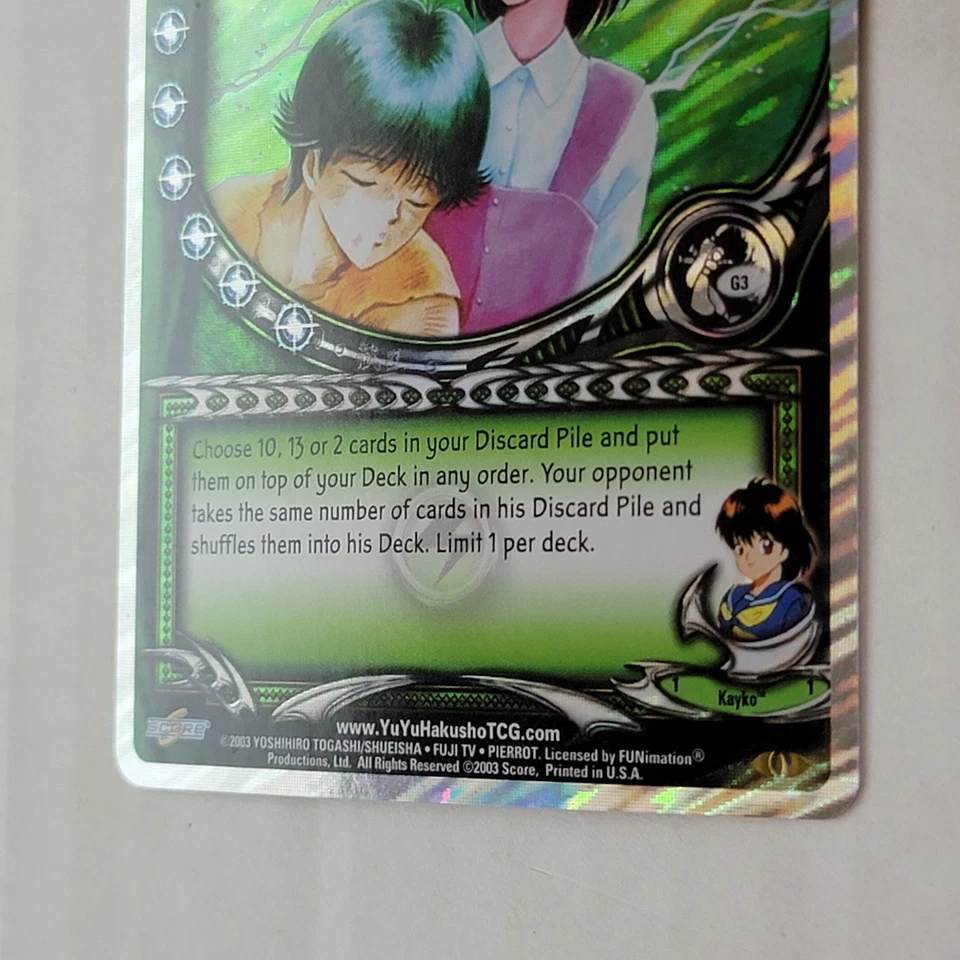 G3
Choose 10, 13 or 2 cards in your Discard Pile and put
them on top of your Deck in any order. Your opponent
takes the same number of cards in his Discard Pile and
shuffles them into his Deck. Limit 1 per deck.
1 Kayko™ 1
SCORE®
www.YuYuHakushoTCG.com
©2003 YOSHIHIRO TOGASHI/SHUEISHA • FUJI TV • PIERROT. Licensed by FUNimation®
Productions, Ltd. All Rights Reserved ©2003 Score, Printed in U.S.A.